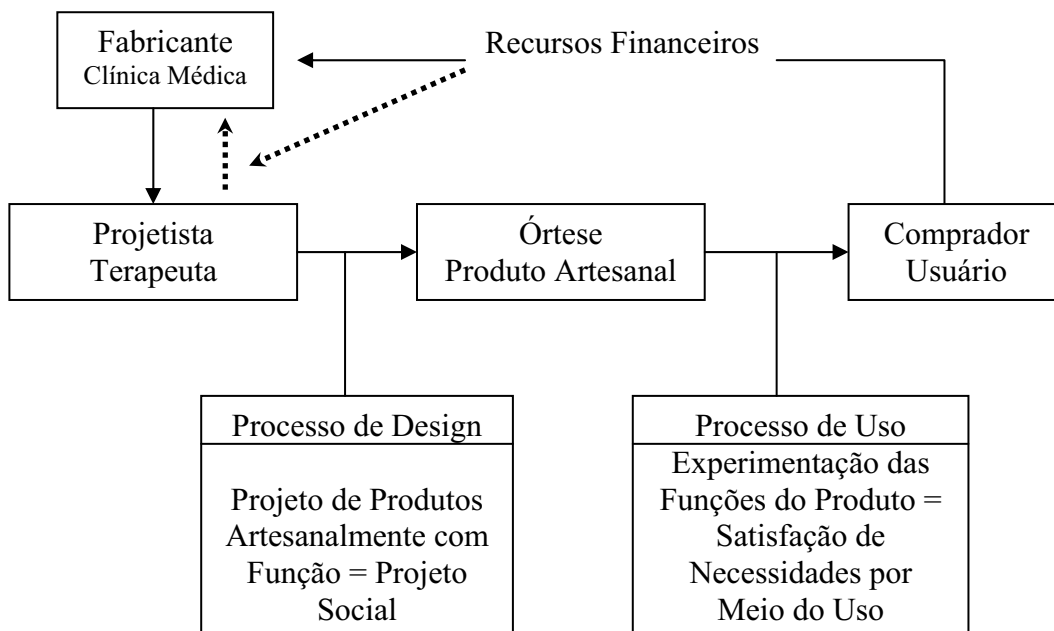 Fabricante
Clínica Médica
Recursos Financeiros
Projetista
Terapeuta
Órtese
Produto Artesanal
Comprador
Usuário
Processo de Design
Projeto de Produtos
Artesanalmente com
Função = Projeto
Social
Processo de Uso
Experimentação das
Funções do Produto =
Satisfação de
Necessidades por
Meio do Uso